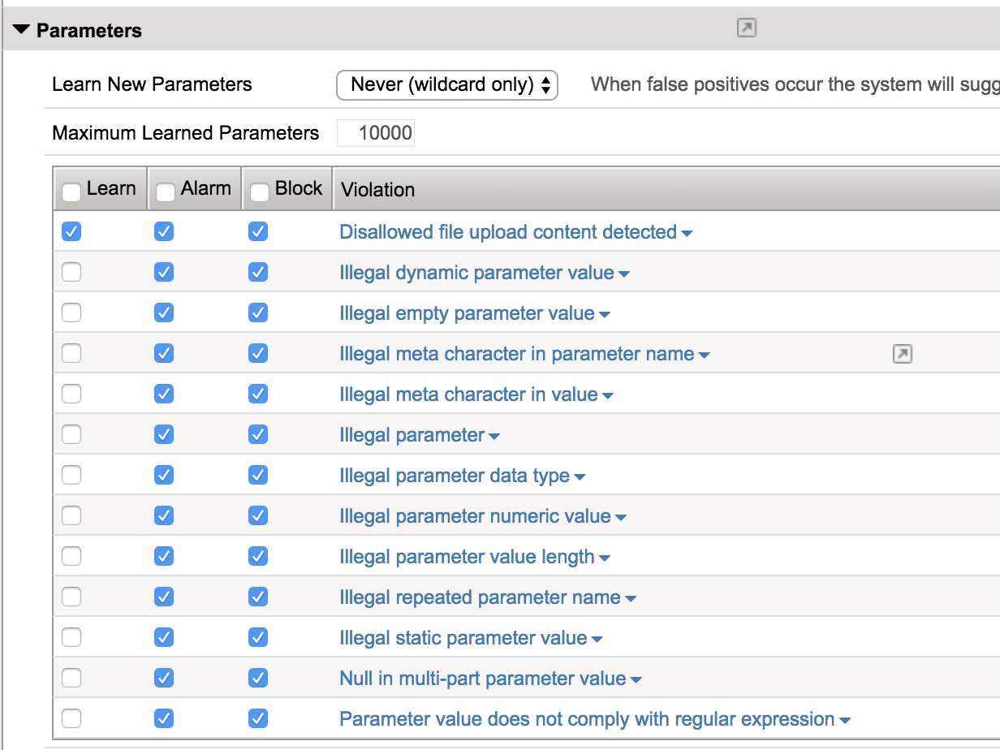 Parameters
Learn New Parameters Never (wildcard only) When false positives occur the system will sugg
Maximum Learned Parameters 10000
Learn Alarm Block Violation
Disallowed file upload content detected
Illegal dynamic parameter value
Illegal empty parameter value
Illegal meta character in parameter name
Illegal meta character in value
Illegal parameter
Illegal parameter data type
Illegal parameter numeric value
Illegal parameter value length
Illegal repeated parameter name
Illegal static parameter value
Null in multi-part parameter value
Parameter value does not comply with regular expression